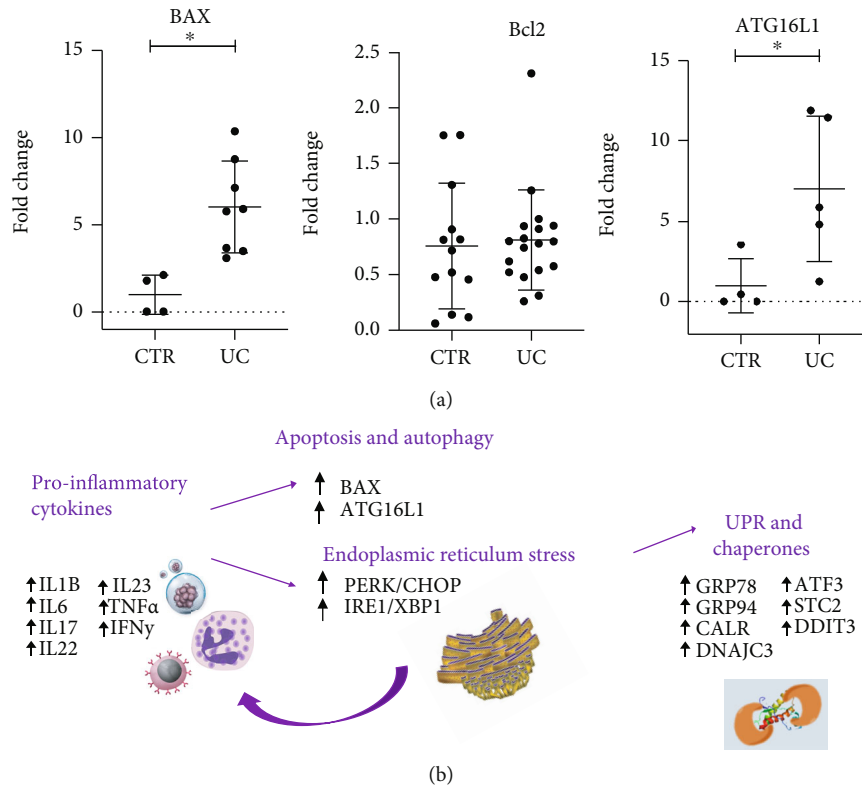 BAX
*
15
10
5
0
Fold change
CTR
UC
Bcl2
2.5
2.0
1.5
1.0
0.5
0.0
Fold change
CTR
UC
ATG16L1
*
15
10
5
0
Fold change
CTR
UC
(a)
Apoptosis and autophagy
BAX
ATG16L1
Pro-inflammatory
cytokines
IL1B
IL6
IL17
IL22
IL23
TNFα
IFNy
Endoplasmic reticulum stress
PERK/CHOP
IRE1/XBP1
UPR and
chaperones
GRP78
GRP94
CALR
DNAJC3
ATF3
STC2
DDIT3
(b)